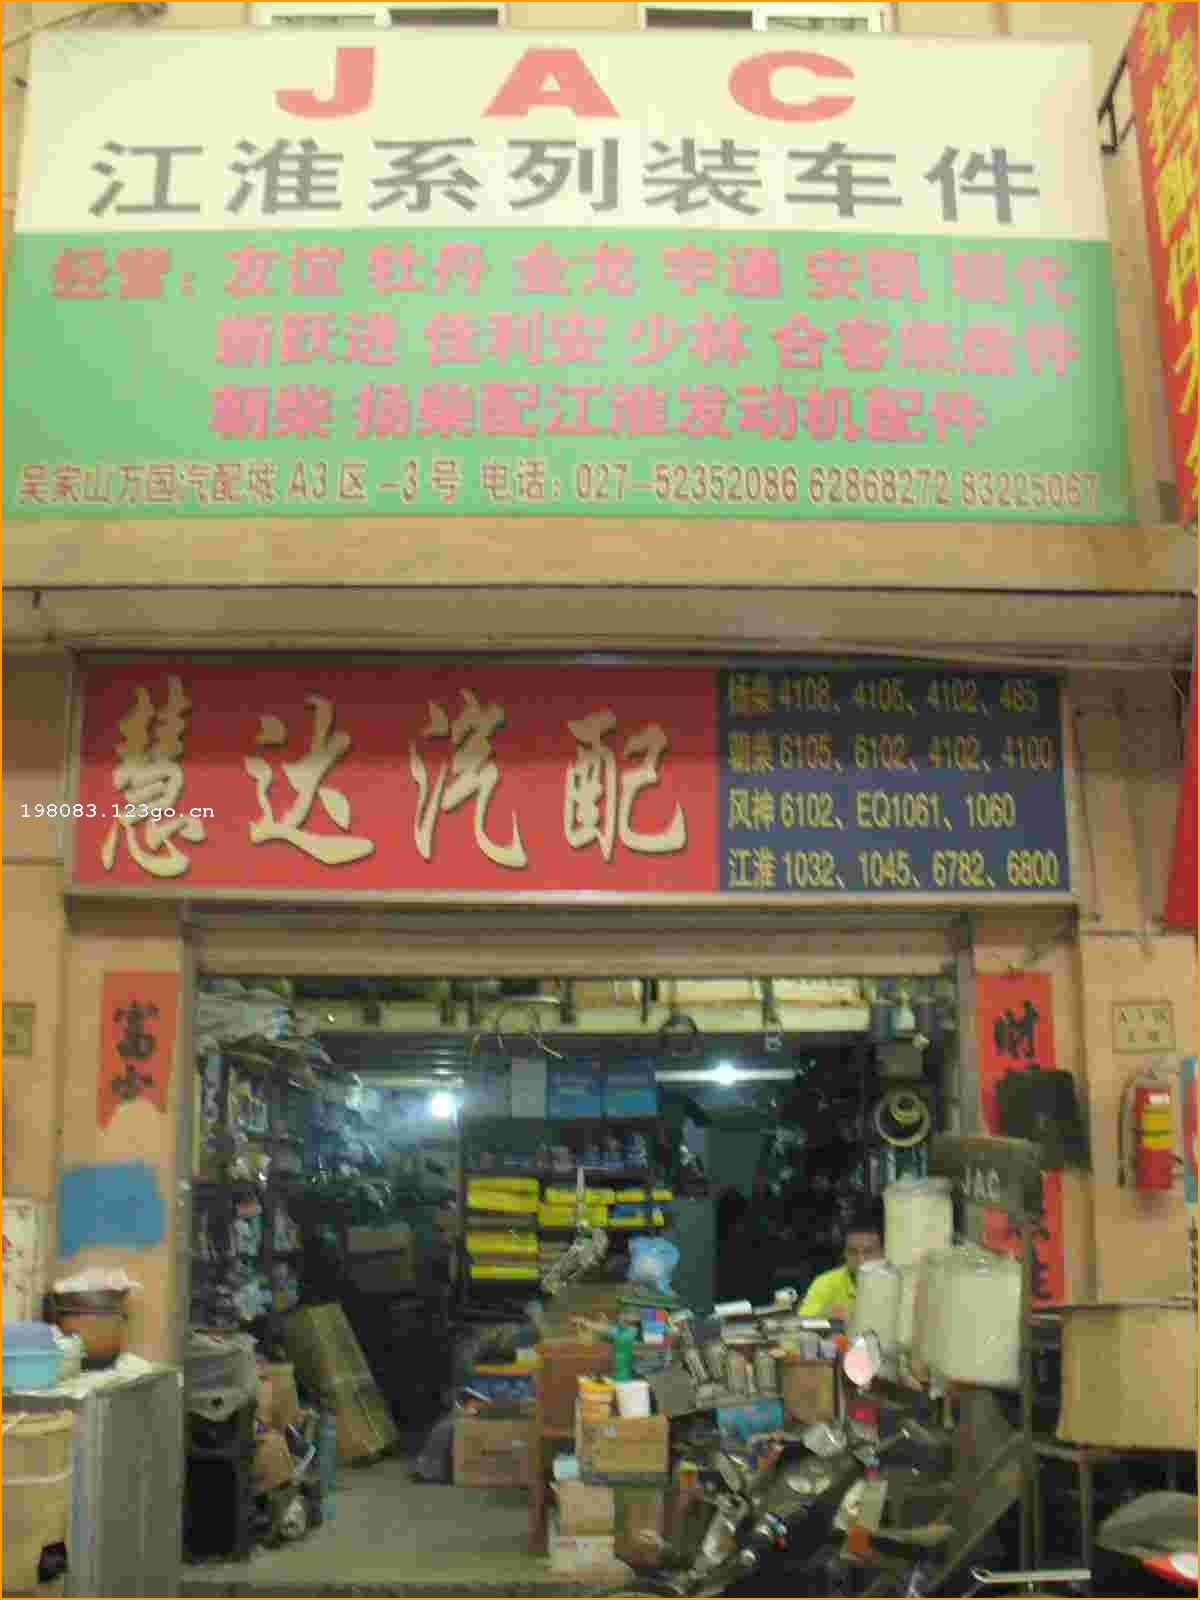 JAC
江淮系列装车件
经营：友谊 牡丹 金龙 宇通 安凯 现代
新跃进 佳利安 少林 合客底盘件
朝柴 扬柴配江淮发动机配件
吴家山万国汽配城 A3区-3号 电话：027-52352086 62868272 83225067
慧达汽配
扬柴 4108、4105、4102、485
朝柴 6105、6102、4102、4100
风神 6102、EQ1061、1060
江淮 1032、1045、6782、6800
198083.123go.cn
富
财
JAC